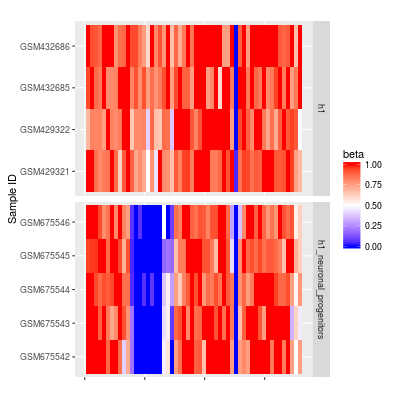 GSM432686
GSM432685
GSM429322
GSM429321
h1
Sample ID
GSM675546
GSM675545
GSM675544
GSM675543
GSM675542
h1_neuronal_progenitors
beta
1.00
0.75
0.50
0.25
0.00